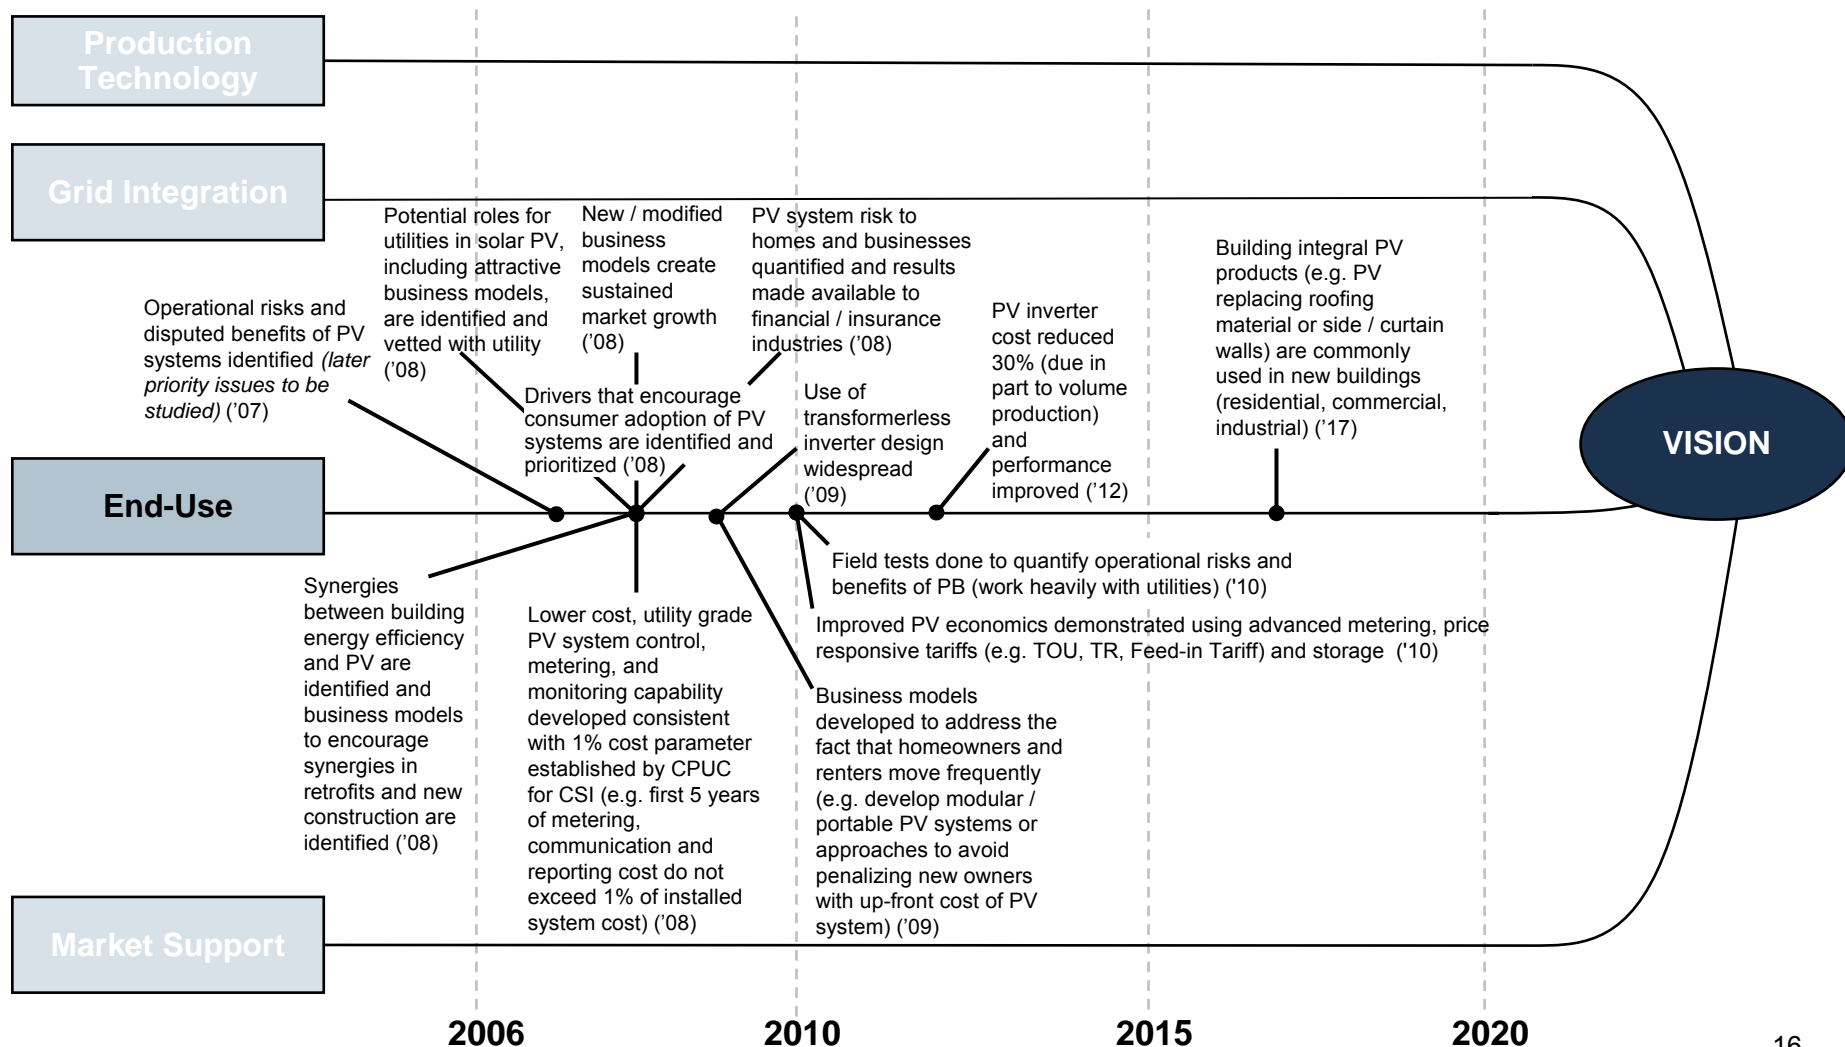 Production
Technology
Grid Integration
Potential roles for
utilities in solar PV,
including attractive
business models,
are identified and
vetted with utility
(’08)
New / modified
business
models create
sustained
market growth
(’08)
PV system risk to
homes and businesses
quantified and results
made available to
financial / insurance
industries (’08)
Building integral PV
products (e.g. PV
replacing roofing
material or side / curtain
walls) are commonly
used in new buildings
(residential, commercial,
industrial) (’17)
Operational risks and
disputed benefits of PV
systems identified (later
priority issues to be
studied) (’07)
PV inverter
cost reduced
30% (due in
part to volume
production)
and
performance
improved (’12)
Drivers that encourage
consumer adoption of PV
systems are identified and
prioritized (’08)
Use of
transformerless
inverter design
widespread
(’09)
VISION
End-Use
Field tests done to quantify operational risks and
benefits of PB (work heavily with utilities) ('10)
Synergies
between building
energy efficiency
and PV are
identified and
business models
to encourage
synergies in
retrofits and new
construction are
identified (’08)
Lower cost, utility grade
PV system control,
metering, and
monitoring capability
developed consistent
with 1% cost parameter
established by CPUC
for CSI (e.g. first 5 years
of metering,
communication and
reporting cost do not
exceed 1% of installed
system cost) (’08)
Improved PV economics demonstrated using advanced metering, price
responsive tariffs (e.g. TOU, TR, Feed-in Tariff) and storage ('10)
Business models
developed to address the
fact that homeowners and
renters move frequently
(e.g. develop modular /
portable PV systems or
approaches to avoid
penalizing new owners
with up-front cost of PV
system) (’09)
Market Support
2006
2010
2015
2020
16